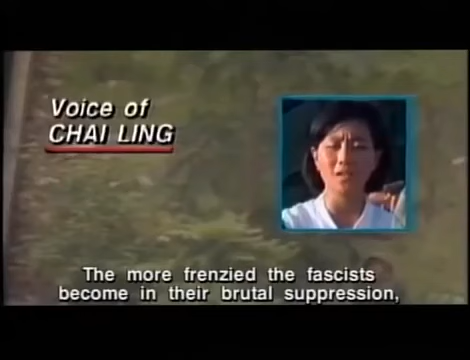 Voice of
CHAI LING
The more frenzied the fascists
become in their brutal suppression,